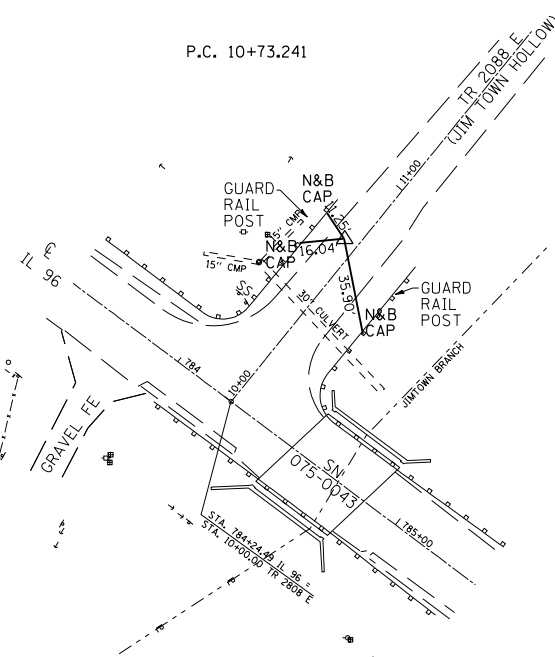 P.C. 10+73.241
TR 2088 E
(JIM TOWN HOLLOW)
11+00
N&B
CAP
GUARD
RAIL
POST
11.25'
15" CMP
N&B
CAP
16.04'
15" CMP
℄
IL 96
35.90'
30" CULVERT
GUARD
RAIL
POST
N&B
CAP
784
10+00
JIMTOWN BRANCH
GRAVEL FE
SN
075-0043
785+00
STA. 784+24.49 IL 96 =
STA. 10+00.00 TR 2808 E